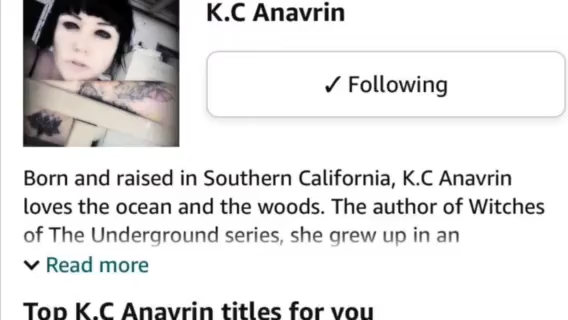 K.C Anavrin
✓ Following
Born and raised in Southern California, K.C Anavrin
loves the ocean and the woods. The author of Witches
of The Underground series, she grew up in an
Read more
Top K.C Anavrin titles for you